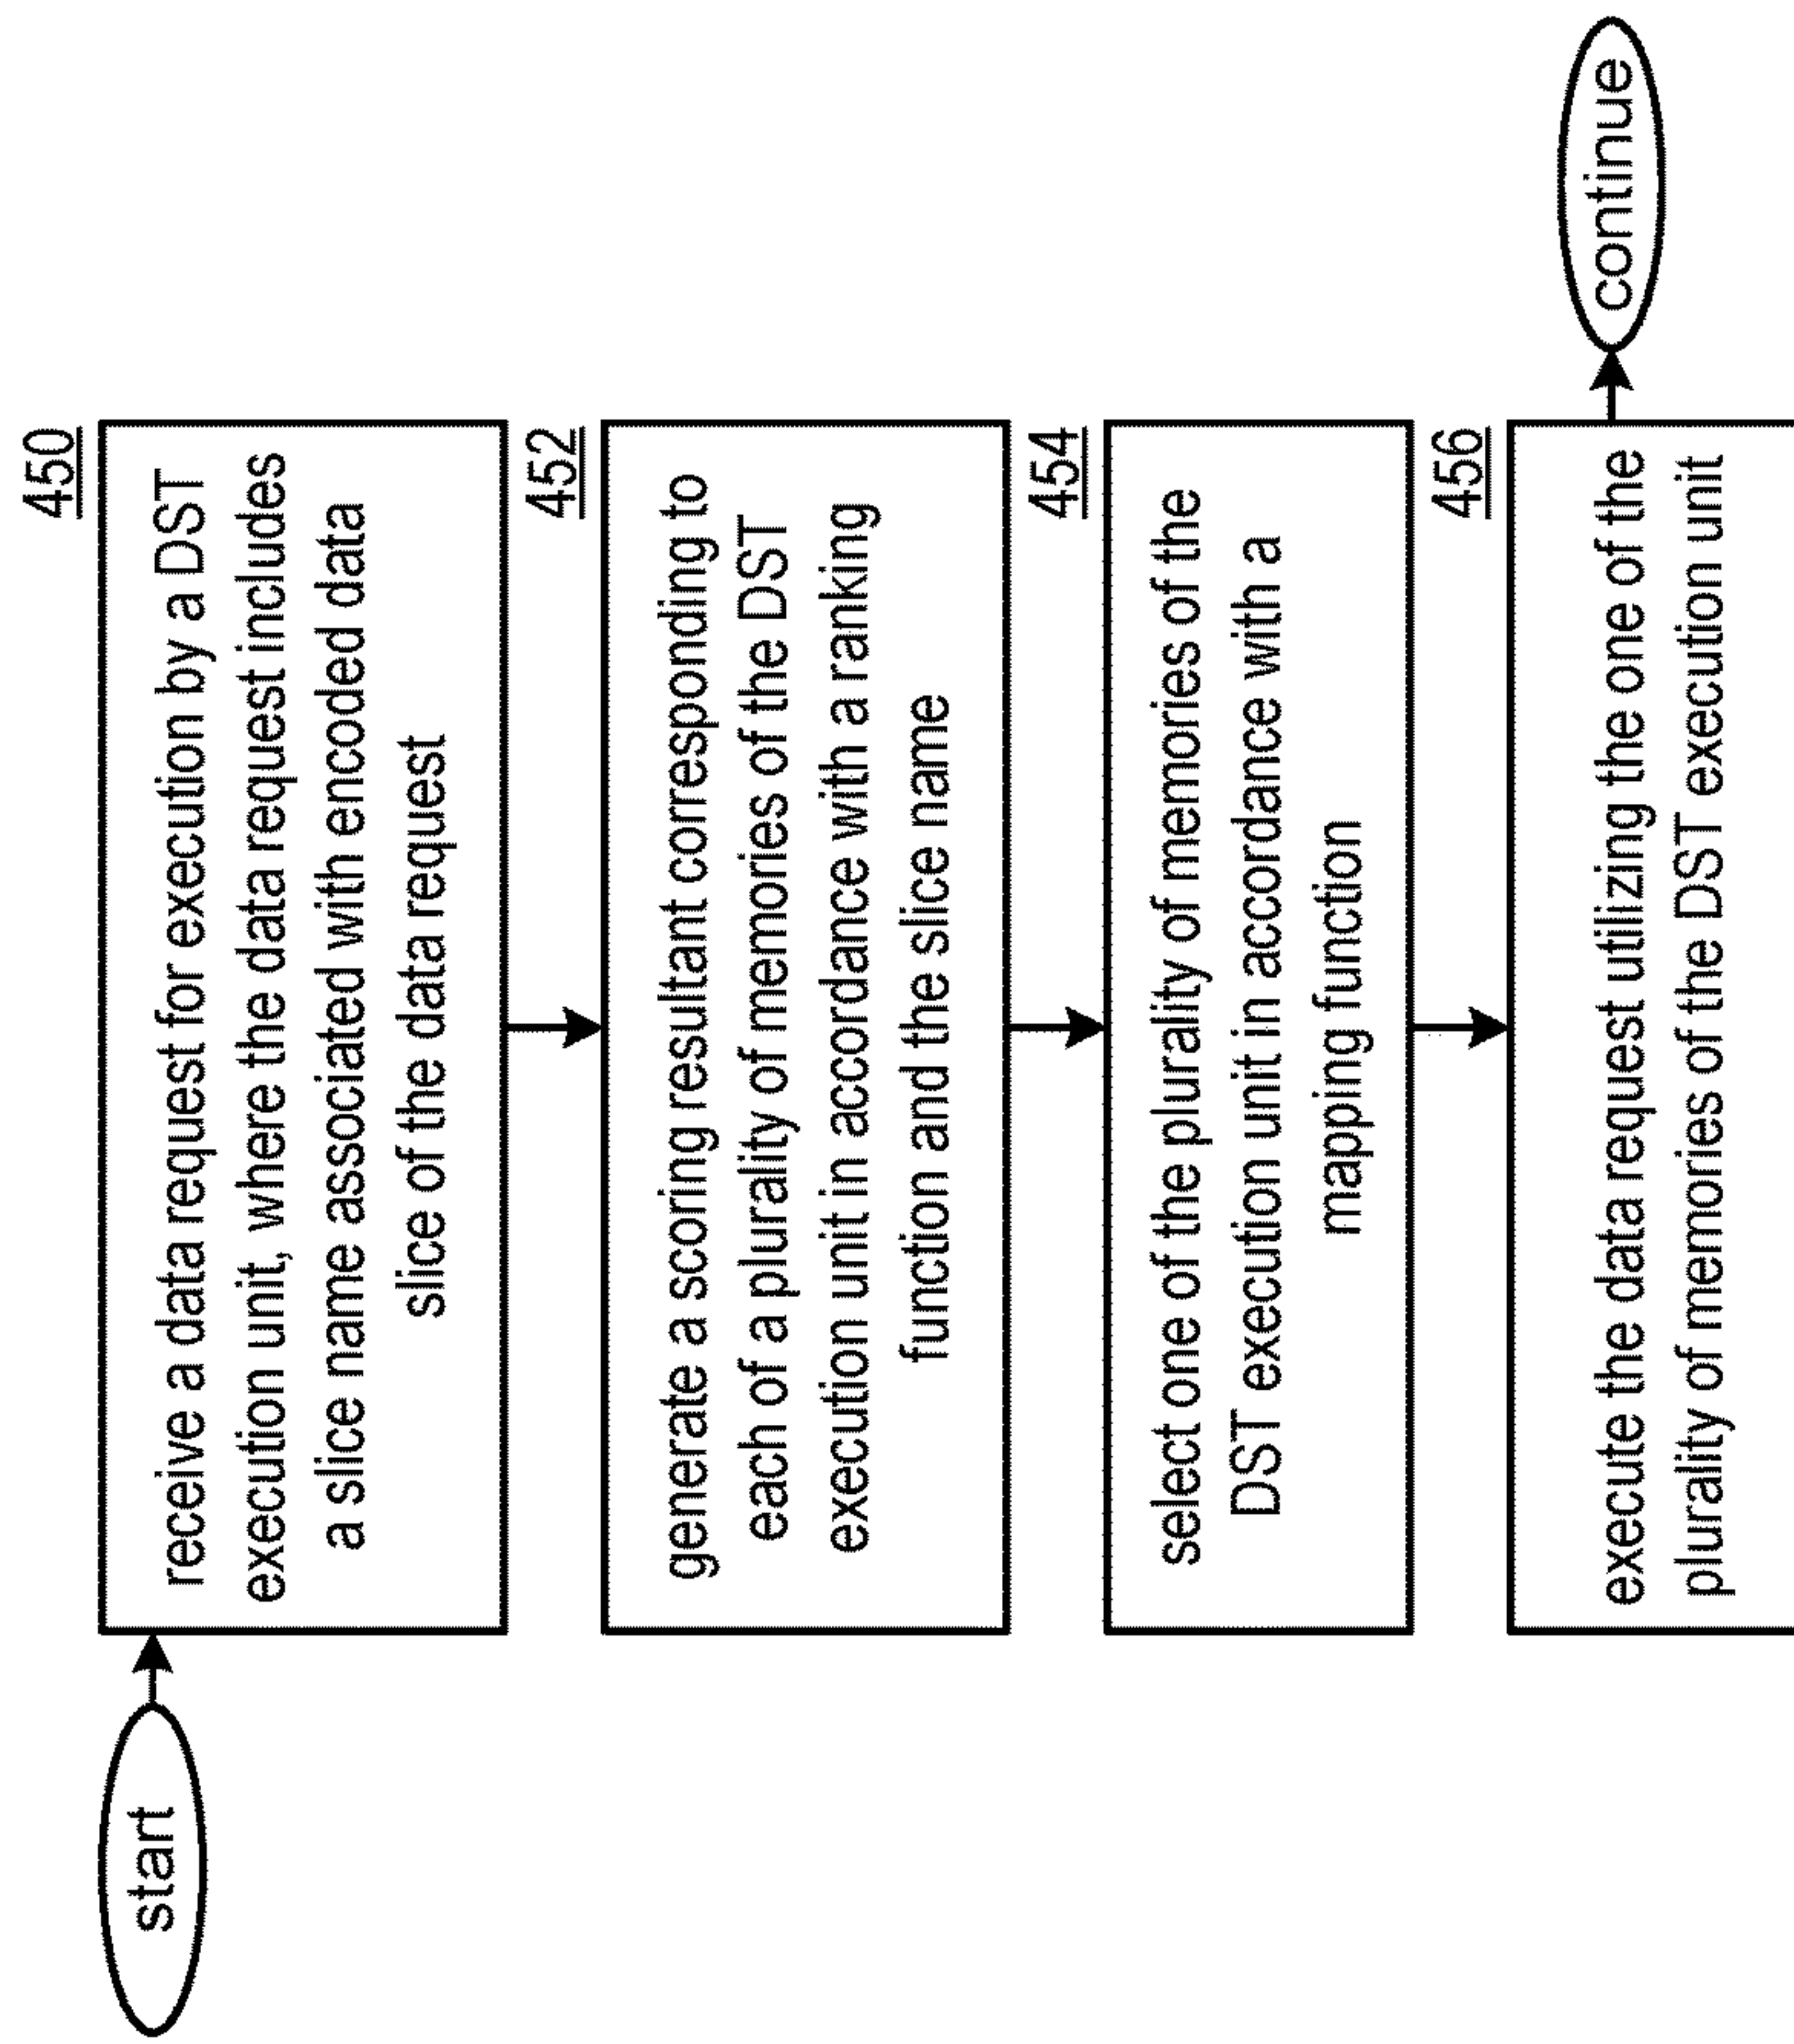 start
450
receive a data request for execution by a DST
execution unit, where the data request includes
a slice name associated with encoded data
slice of the data request
452
generate a scoring resultant corresponding to
each of a plurality of memories of the DST
execution unit in accordance with a ranking
function and the slice name
454
select one of the plurality of memories of the
DST execution unit in accordance with a
mapping function
456
execute the data request utilizing the one of the
plurality of memories of the DST execution unit
continue